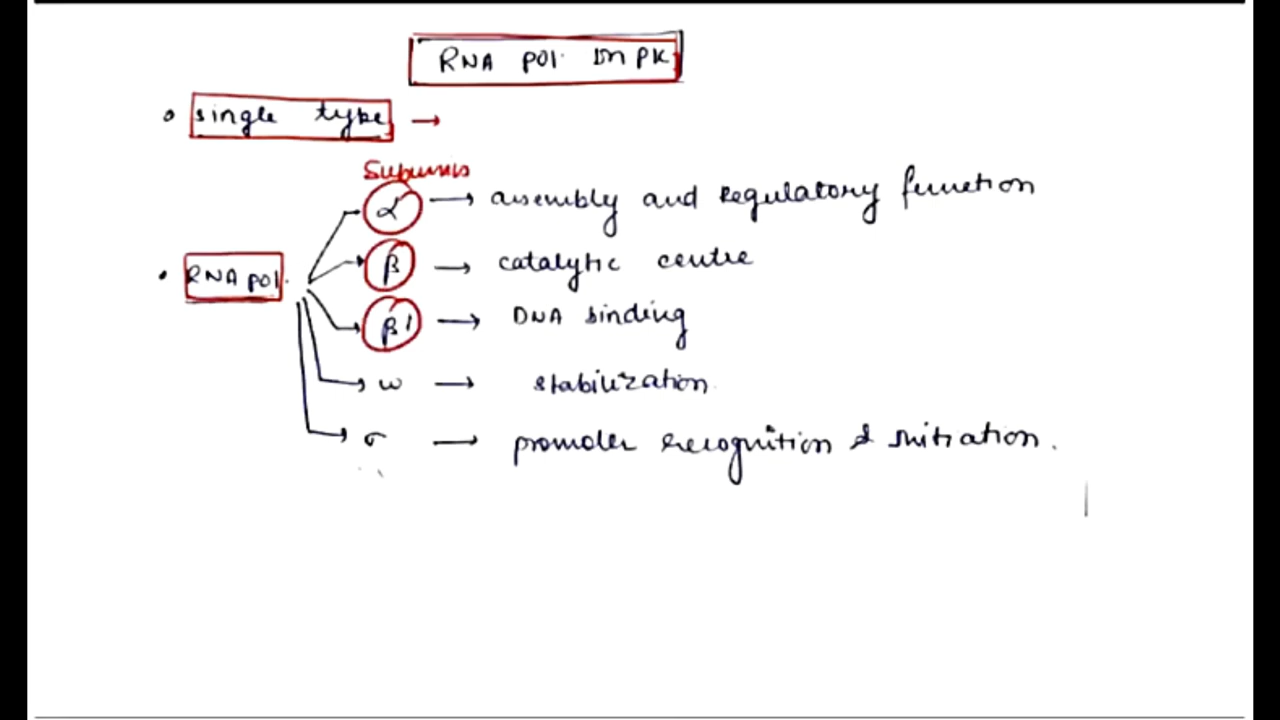 RNA pol. in PK
• single type →
Subunits
α → assembly and regulatory function
β → catalytic centre
• RNA pol.
β' → DNA binding
ω → stabilization
σ → promoter recognition & initiation.